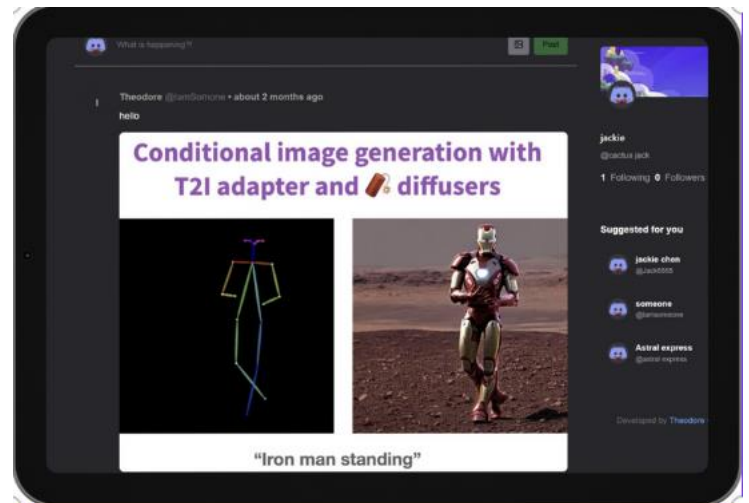 What is happening?!
Post
Theodore @IamSomone • about 2 months ago
hello
Conditional image generation with
T2I adapter and diffusers
"Iron man standing"
jackie
@cactus jack
1 Following 0 Followers
Suggested for you
jackie chen
@Jack6555
someone
@iamsomeone
Astral express
@astral express
Developed by Theodore